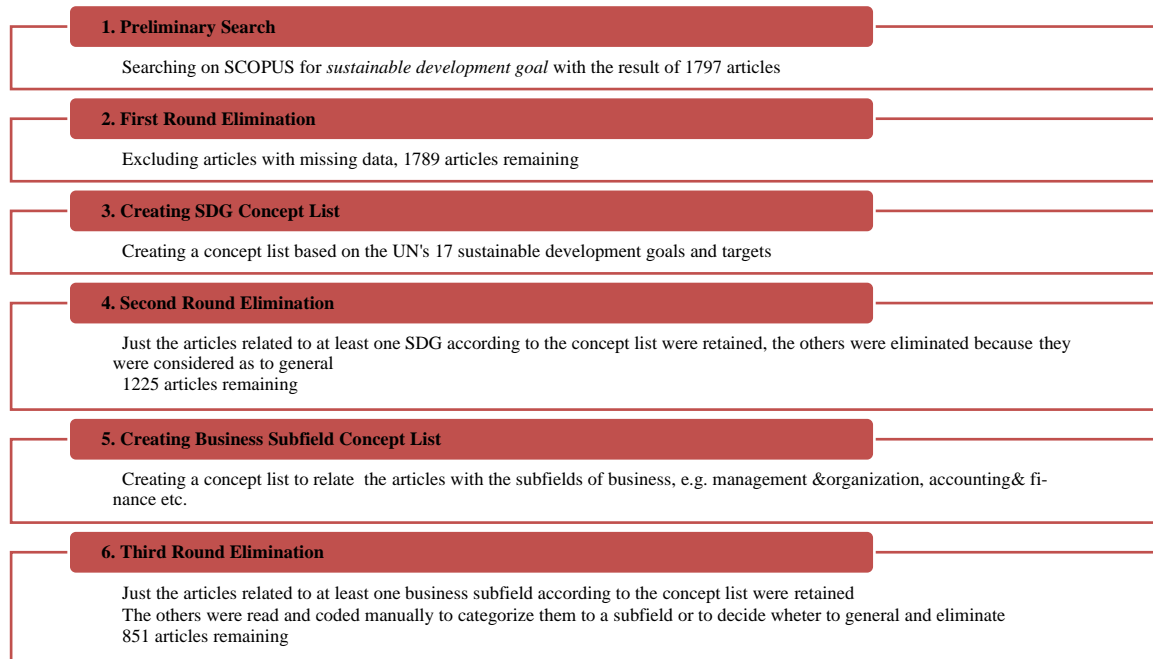 1. Preliminary Search
Searching on SCOPUS for sustainable development goal with the result of 1797 articles
2. First Round Elimination
Excluding articles with missing data, 1789 articles remaining
3. Creating SDG Concept List
Creating a concept list based on the UN's 17 sustainable development goals and targets
4. Second Round Elimination
Just the articles related to at least one SDG according to the concept list were retained, the others were eliminated because they
were considered as to general
1225 articles remaining
5. Creating Business Subfield Concept List
Creating a concept list to relate the articles with the subfields of business, e.g. management &organization, accounting& fi-
nance etc.
6. Third Round Elimination
Just the articles related to at least one business subfield according to the concept list were retained
The others were read and coded manually to categorize them to a subfield or to decide wheter to general and eliminate
851 articles remaining